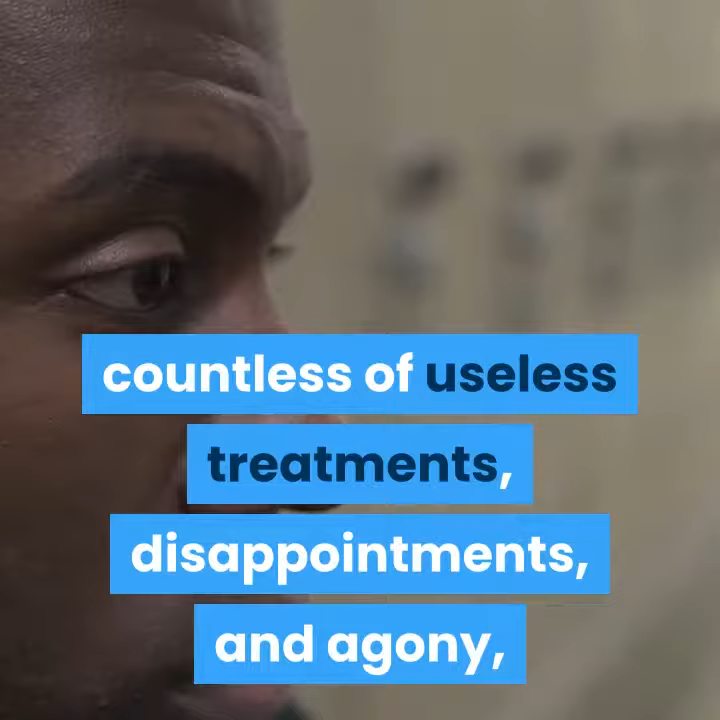 countless of useless
treatments,
disappointments,
and agony,